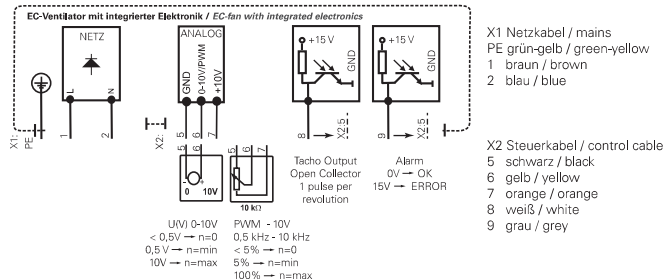 EC-Ventilator mit integrierter Elektronik / EC-fan with integrated electronics
NETZ
L
N
ANALOG
GND
0-10V/PWM
+10V
+15 V
GND
+15 V
GND
X1:
PE
1
2
X2:
5
6
7
8 → X2:5
9 → X2:5
5
6
- +
0 10V
5
6
7
10 kΩ
Tacho Output
Open Collector
1 pulse per
revolution
Alarm
0V → OK
15V → ERROR
U(V) 0-10V
< 0,5V → n=0
0,5 V → n=min
10V → n=max
PWM - 10V
0,5 kHz - 10 kHz
< 5% → n=0
5% → n=min
100% → n=max
X1 Netzkabel / mains
PE grün-gelb / green-yellow
1 braun / brown
2 blau / blue
X2 Steuerkabel / control cable
5 schwarz / black
6 gelb / yellow
7 orange / orange
8 weiß / white
9 grau / grey